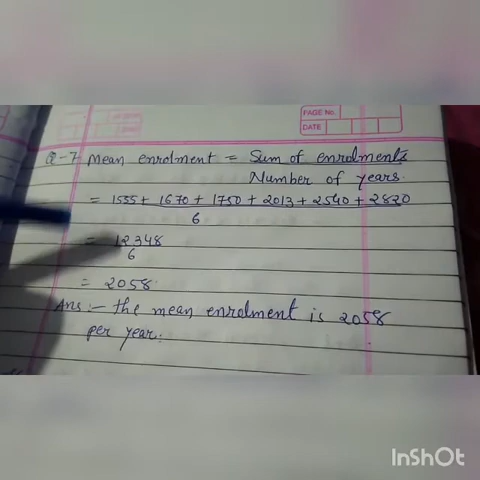 PAGE No.
DATE
Q-7 Mean enrolment = Sum of enrolments
Number of years.
= 1555 + 1670 + 1750 + 2013 + 2540 + 2820
6
= 12348
6
= 2058
Ans:- the mean enrolment is 2058
per year.
InShOt